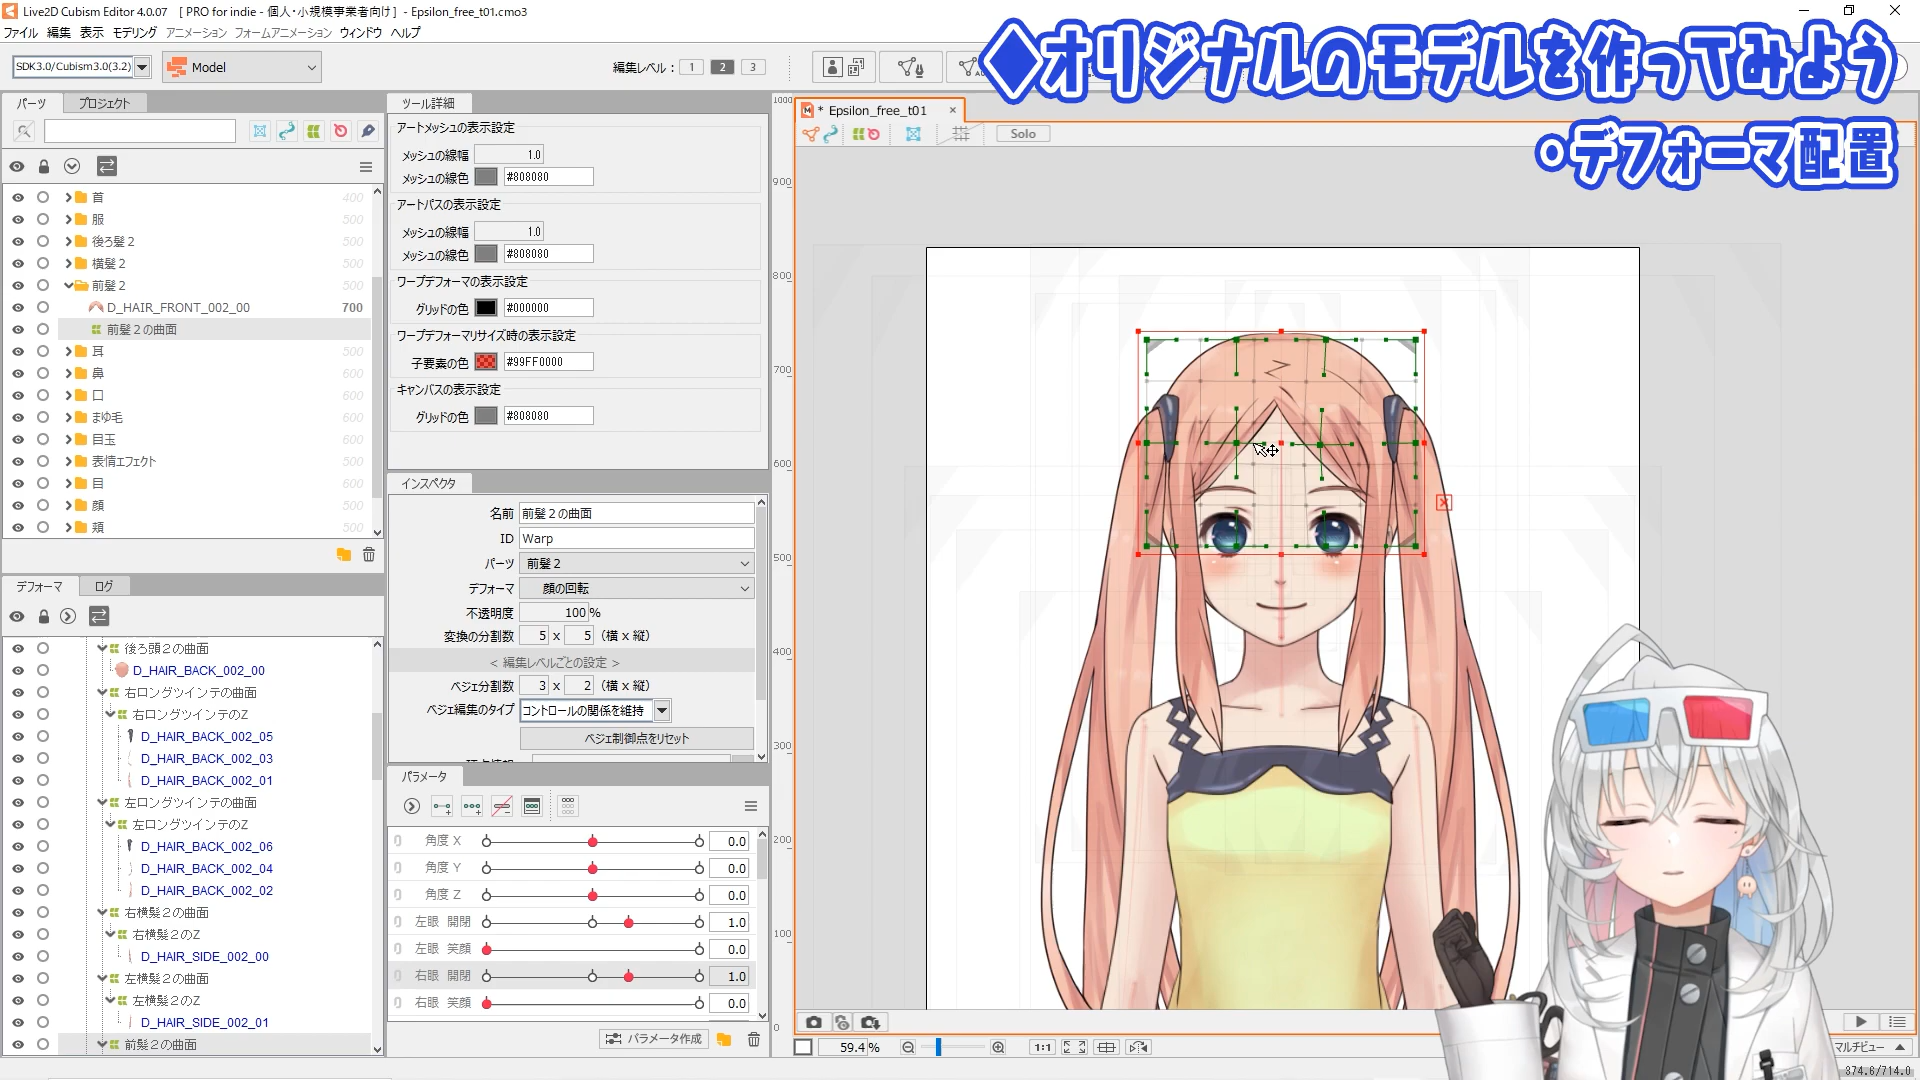 Live2D Cubism Editor 4.0.07 [ PRO for indie - 個人・小規模事業者向け ] - Epsilon_free_t01.cmo3
ファイル 編集 表示 モデリング アニメーション フォームアニメーション ウィンドウ ヘルプ
◆オリジナルのモデルを作ってみよう
・デフォーマ配置
SDK3.0/Cubism3.0(3.2)
Model
編集レベル： 1 2 3
パーツ プロジェクト
首 400
服 500
後ろ髪２ 500
横髪２ 500
前髪２ 500
D_HAIR_FRONT_002_00 700
前髪２の曲面
耳 500
鼻 600
口 600
まゆ毛 600
目玉 600
表情エフェクト 600
目 600
顔 500
頬 500
デフォーマ ログ
後ろ頭２の曲面
D_HAIR_BACK_002_00
右ロングツインテの曲面
右ロングツインテのZ
D_HAIR_BACK_002_05
D_HAIR_BACK_002_03
D_HAIR_BACK_002_01
左ロングツインテの曲面
左ロングツインテのZ
D_HAIR_BACK_002_06
D_HAIR_BACK_002_04
D_HAIR_BACK_002_02
右横髪２の曲面
右横髪２のZ
D_HAIR_SIDE_002_00
左横髪２の曲面
左横髪２のZ
D_HAIR_SIDE_002_01
前髪２の曲面
ツール詳細
アートメッシュの表示設定
メッシュの線幅 1.0
メッシュの線色 #808080
アートパスの表示設定
メッシュの線幅 1.0
メッシュの線色 #808080
ワープデフォーマの表示設定
グリッドの色 #000000
ワープデフォーマリサイズ時の表示設定
子要素の色 #99FF0000
キャンバスの表示設定
グリッドの色 #808080
インスペクタ
名前 前髪２の曲面
ID Warp
パーツ 前髪２
デフォーマ 顔の回転
不透明度 100 %
変換の分割数 5 x 5 (横 x 縦)
< 編集レベルごとの設定 >
ベジェ分割数 3 x 2 (横 x 縦)
ベジェ編集のタイプ コントロールの関係を維持
ベジェ制御点をリセット
パラメータ
角度 X 0.0
角度 Y 0.0
角度 Z 0.0
左眼 開閉 1.0
左眼 笑顔 0.0
右眼 開閉 1.0
右眼 笑顔 0.0
パラメータ作成
* Epsilon_free_t01
Solo
1000
900
800
700
600
500
400
300
200
100
0
59.4 %
1:1
マルチビュー
374.6/714.0